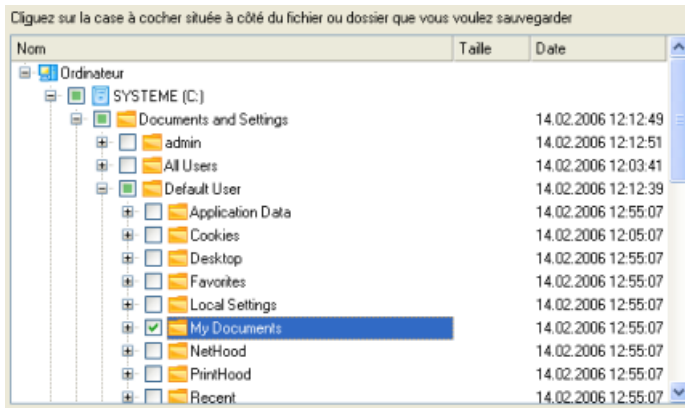 Cliquez sur la case à cocher située à côté du fichier ou dossier que vous voulez sauvegarder
Nom Taille Date
Ordinateur
SYSTEME (C:)
Documents and Settings 14.02.2006 12:12:49
admin 14.02.2006 12:12:51
All Users 14.02.2006 12:03:41
Default User 14.02.2006 12:12:39
Application Data 14.02.2006 12:55:07
Cookies 14.02.2006 12:05:07
Desktop 14.02.2006 12:55:07
Favorites 14.02.2006 12:55:07
Local Settings 14.02.2006 12:55:07
My Documents 14.02.2006 12:55:07
NetHood 14.02.2006 12:55:07
PrintHood 14.02.2006 12:55:07
Recent 14.02.2006 12:55:07